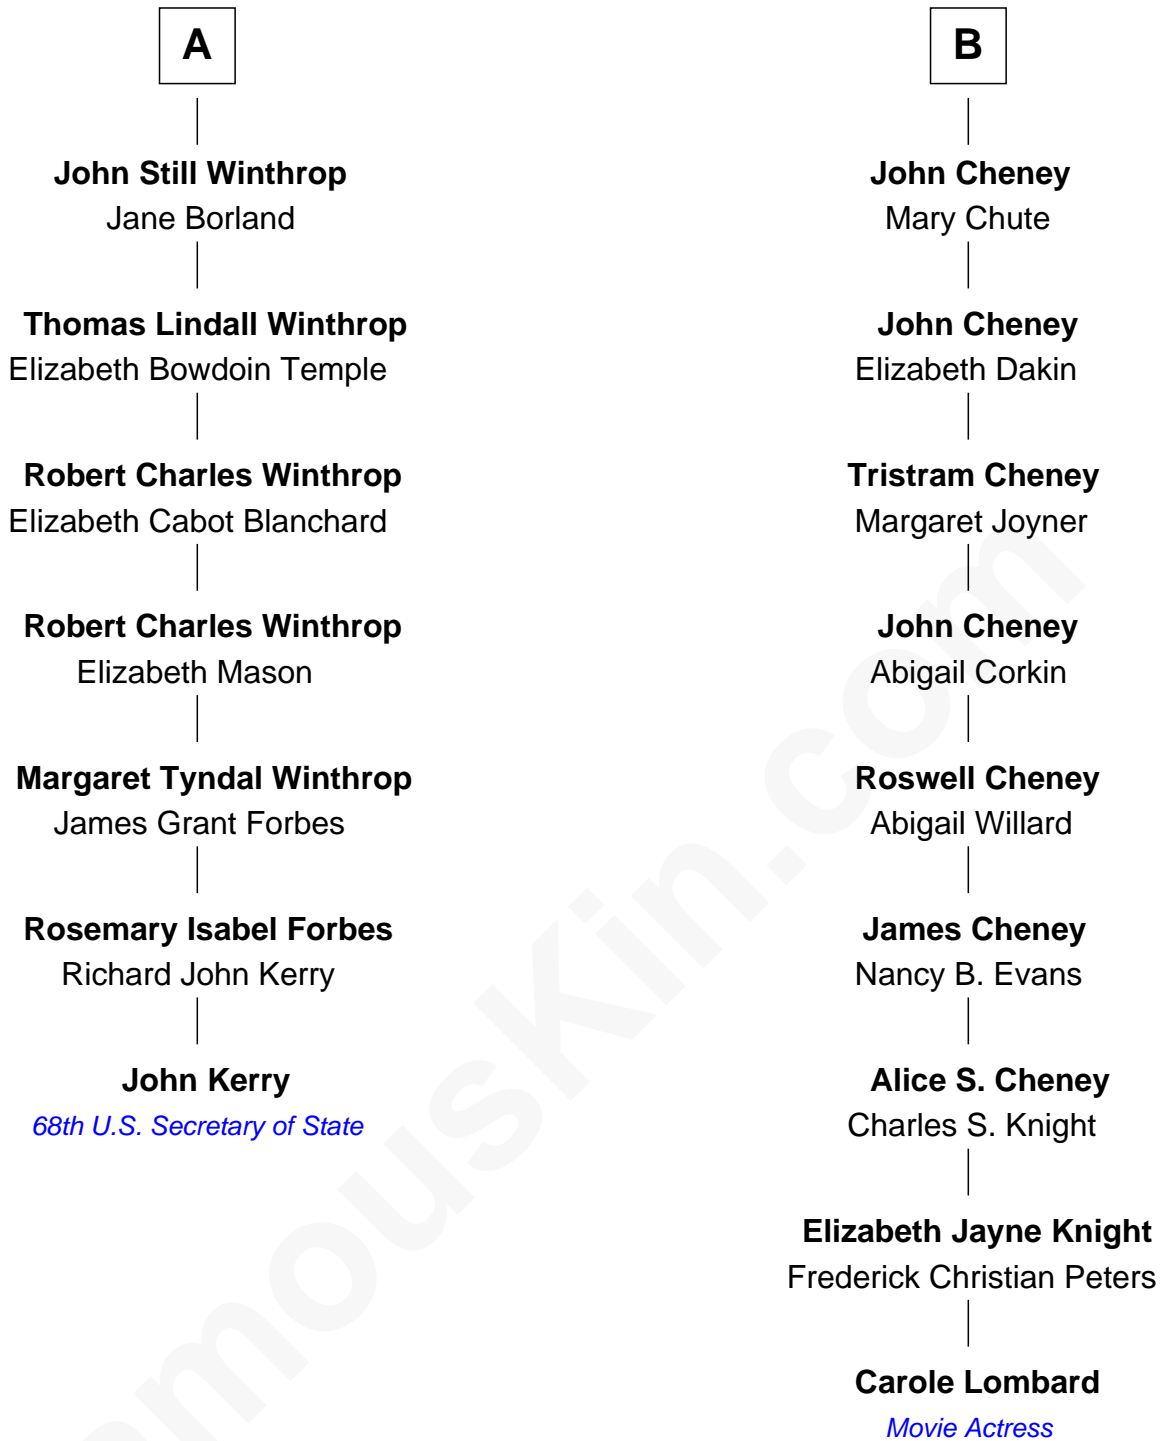 A
John Still Winthrop
Jane Borland
Thomas Lindall Winthrop
Elizabeth Bowdoin Temple
Robert Charles Winthrop
Elizabeth Cabot Blanchard
Robert Charles Winthrop
Elizabeth Mason
Margaret Tyndal Winthrop
James Grant Forbes
Rosemary Isabel Forbes
Richard John Kerry
John Kerry
68th U.S. Secretary of State
B
John Cheney
Mary Chute
John Cheney
Elizabeth Dakin
Tristram Cheney
Margaret Joyner
John Cheney
Abigail Corkin
Roswell Cheney
Abigail Willard
James Cheney
Nancy B. Evans
Alice S. Cheney
Charles S. Knight
Elizabeth Jayne Knight
Frederick Christian Peters
Carole Lombard
Movie Actress
amouskin.com